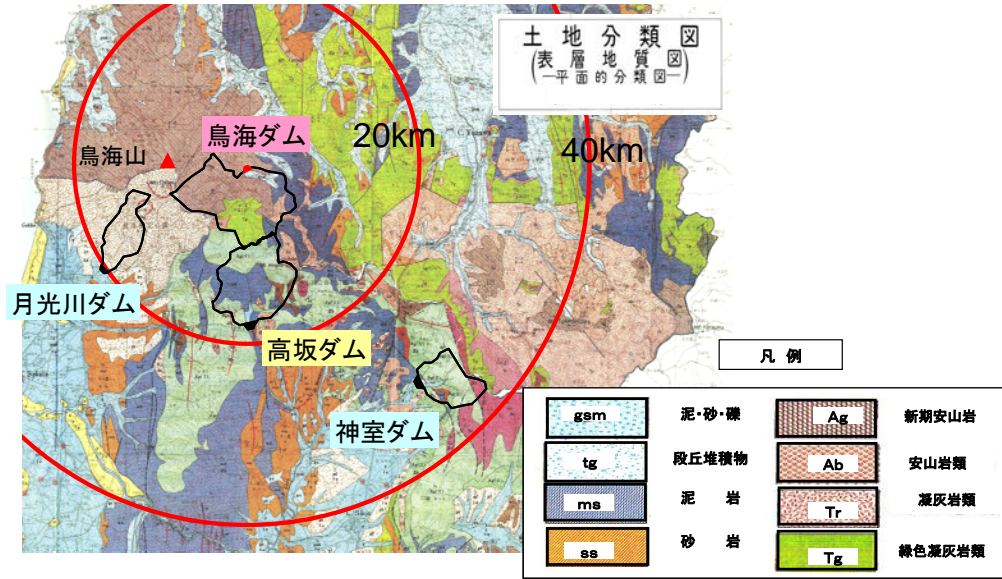 土地分類図
(表層地質図)
(―平面的分類図―)
20km
40km
鳥海ダム
鳥海山
月光川ダム
高坂ダム
神室ダム
凡例
gsm 泥・砂・礫
tg 段丘堆積物
ms 泥岩
ss 砂岩
Ag 新期安山岩
Ab 安山岩類
Tr 凝灰岩類
Tg 緑色凝灰岩類